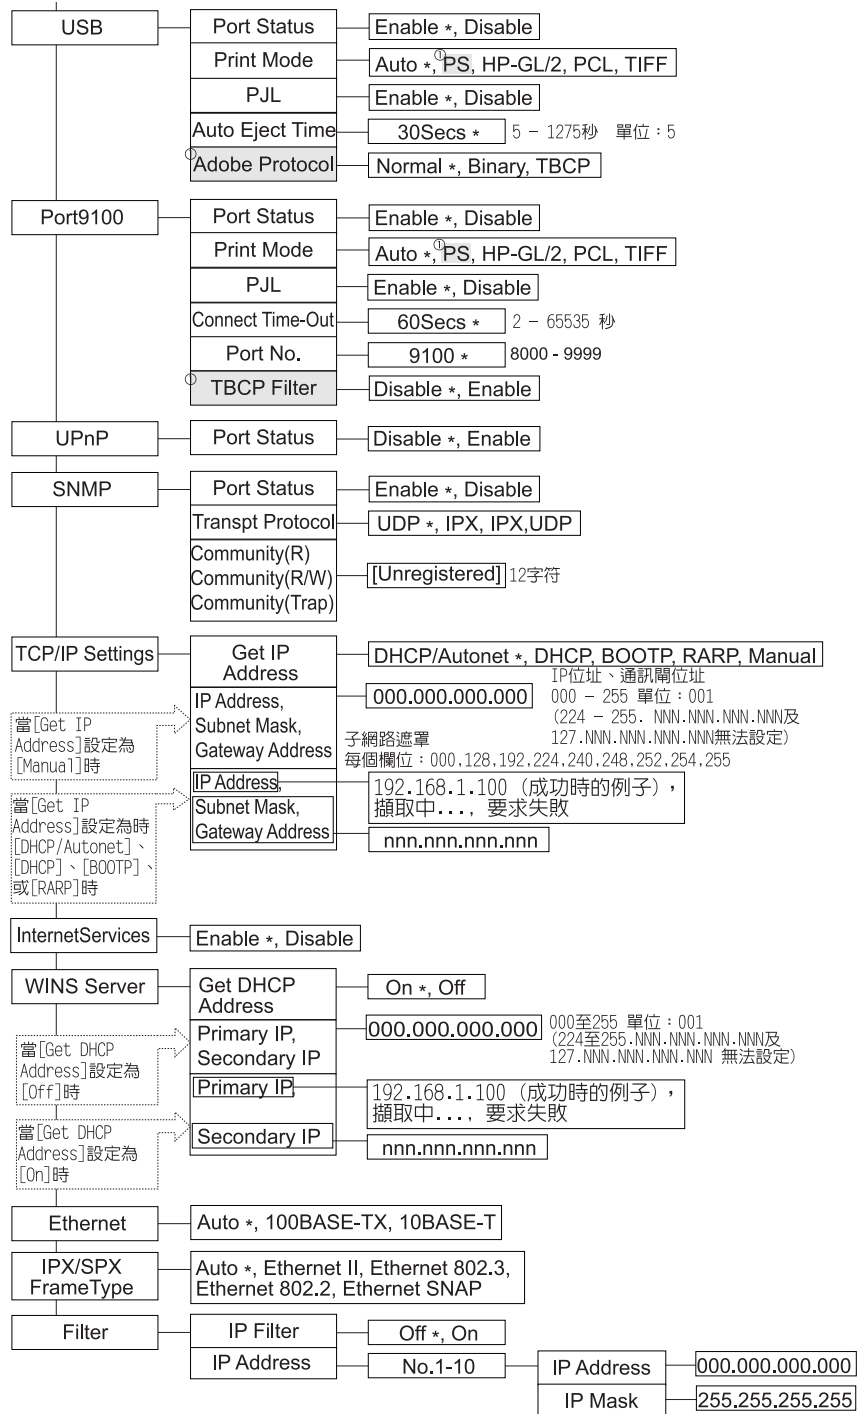 USB
Port Status
Enable *, Disable
Print Mode
Auto *, ①PS, HP-GL/2, PCL, TIFF
PJL
Enable *, Disable
Auto Eject Time
30Secs *
5 - 1275秒 單位：5
Adobe Protocol
Normal *, Binary, TBCP
Port9100
Port Status
Enable *, Disable
Print Mode
Auto *, ①PS, HP-GL/2, PCL, TIFF
PJL
Enable *, Disable
Connect Time-Out
60Secs *
2 - 65535 秒
Port No.
9100 *
8000 - 9999
TBCP Filter
Disable *, Enable
UPnP
Port Status
Disable *, Enable
SNMP
Port Status
Enable *, Disable
Transpt Protocol
UDP *, IPX, IPX,UDP
Community(R)
Community(R/W)
Community(Trap)
[Unregistered]
12字符
TCP/IP Settings
Get IP
Address
DHCP/Autonet *, DHCP, BOOTP, RARP, Manual
IP Address,
Subnet Mask,
Gateway Address
000.000.000.000
IP位址、通訊閘位址
000 - 255 單位：001
(224 - 255. NNN.NNN.NNN.NNN及
127.NNN.NNN.NNN.NNN無法設定)
子網路遮罩
每個欄位：000,128,192,224,240,248,252,254,255
當[Get IP
Address]設定為
[Manual]時
IP Address,
Subnet Mask,
Gateway Address
192.168.1.100 (成功時的例子)，
擷取中..., 要求失敗
nnn.nnn.nnn.nnn
當[Get IP
Address]設定為時
[DHCP/Autonet]、
[DHCP]、[BOOTP]、
或[RARP]時
InternetServices
Enable *, Disable
WINS Server
Get DHCP
Address
On *, Off
Primary IP,
Secondary IP
000.000.000.000
000至255 單位：001
(224至255.NNN.NNN.NNN.NNN及
127.NNN.NNN.NNN.NNN 無法設定)
當[Get DHCP
Address]設定為
[Off]時
Primary IP,
Secondary IP
192.168.1.100 (成功時的例子)，
擷取中..., 要求失敗
nnn.nnn.nnn.nnn
當[Get DHCP
Address]設定為
[On]時
Ethernet
Auto *, 100BASE-TX, 10BASE-T
IPX/SPX
FrameType
Auto *, Ethernet II, Ethernet 802.3,
Ethernet 802.2, Ethernet SNAP
Filter
IP Filter
Off *, On
IP Address
No.1-10
IP Address
000.000.000.000
IP Mask
255.255.255.255